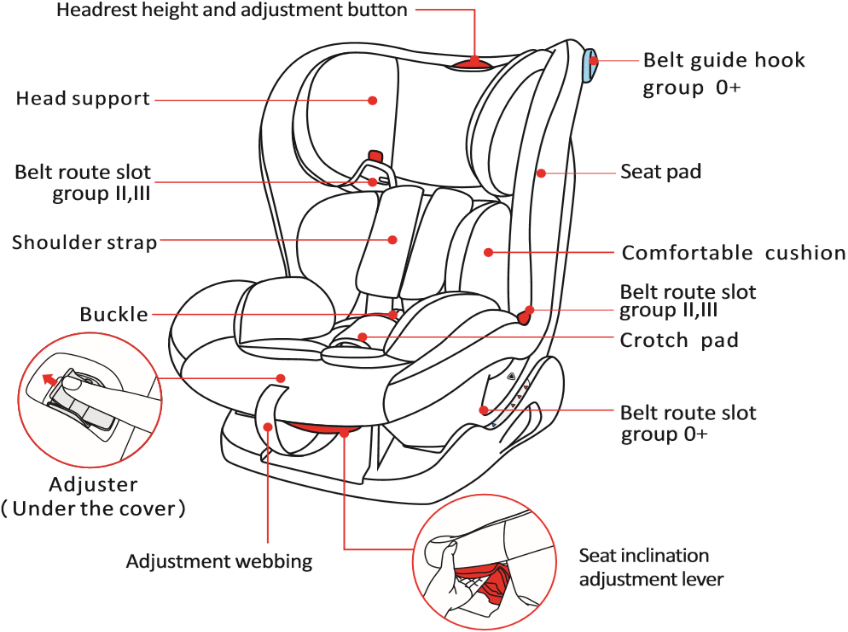 Headrest height and adjustment button
Belt guide hook
group 0+
Head support
Belt route slot
group II,III
Seat pad
Shoulder strap
Comfortable cushion
Belt route slot
group II,III
Buckle
Crotch pad
Belt route slot
group 0+
Adjuster
(Under the cover)
Adjustment webbing
Seat inclination
adjustment lever